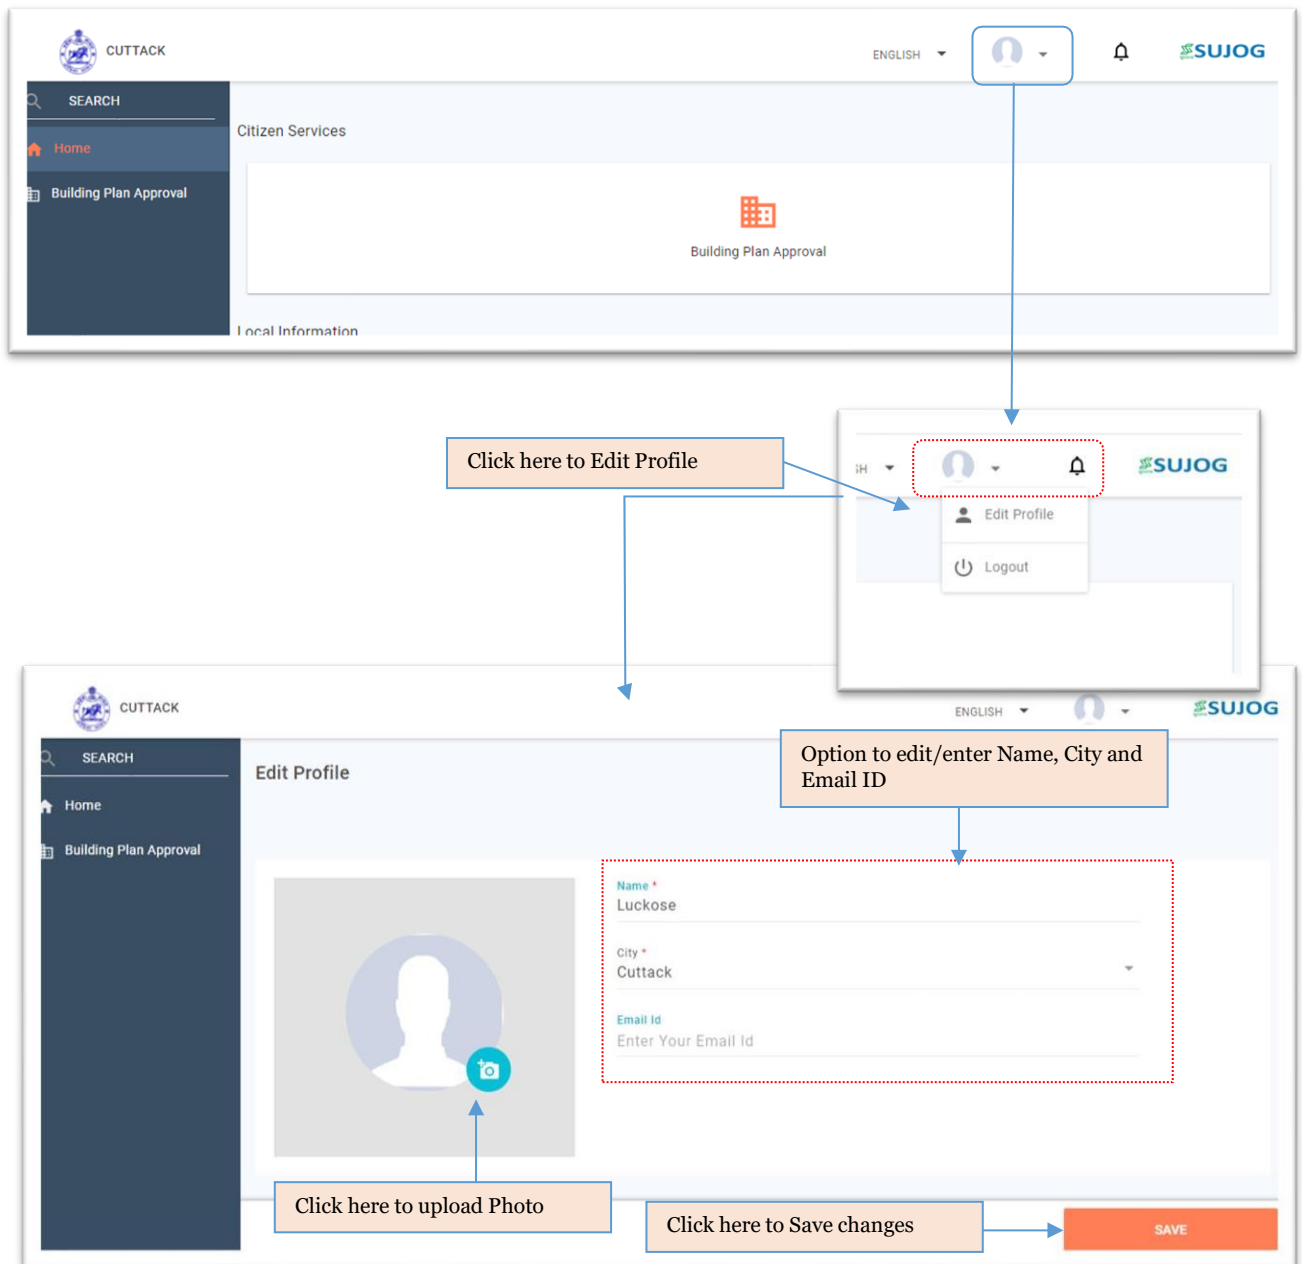 CUTTACK
ENGLISH
SUJOG
SEARCH
Home
Building Plan Approval
Citizen Services
Building Plan Approval
Local Information
Click here to Edit Profile
SUJOG
Edit Profile
Logout
CUTTACK
ENGLISH
SUJOG
SEARCH
Home
Building Plan Approval
Edit Profile
Option to edit/enter Name, City and
Email ID
Name *
Luckose
City *
Cuttack
Email Id
Enter Your Email Id
Click here to upload Photo
Click here to Save changes
SAVE